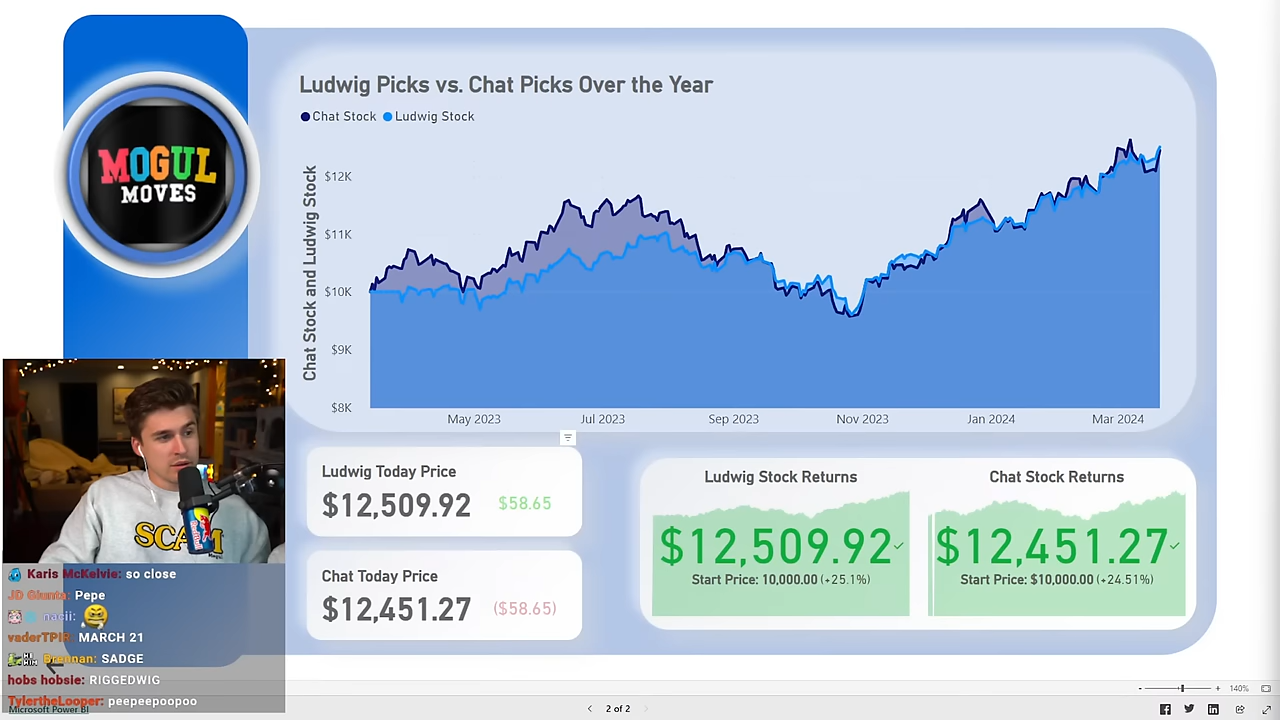 MOGUL
MOVES
Ludwig Picks vs. Chat Picks Over the Year
Chat Stock Ludwig Stock
Chat Stock and Ludwig Stock
$12K
$11K
$10K
$9K
$8K
May 2023 Jul 2023 Sep 2023 Nov 2023 Jan 2024 Mar 2024
Ludwig Today Price
$12,509.92 $58.65
Chat Today Price
$12,451.27 ($58.65)
Ludwig Stock Returns
$12,509.92
Start Price: 10,000.00 (+25.1%)
Chat Stock Returns
$12,451.27
Start Price: $10,000.00 (+24.51%)
Karis McKelvie: so close
JD Giunta: Pepe
nacii:
vaderTPIR: MARCH 21
Brennan: SADGE
hobs hobsie: RIGGEDWIG
TylertheLooper: peepeepoopoo
Microsoft Power BI
2 of 2
- + 140%